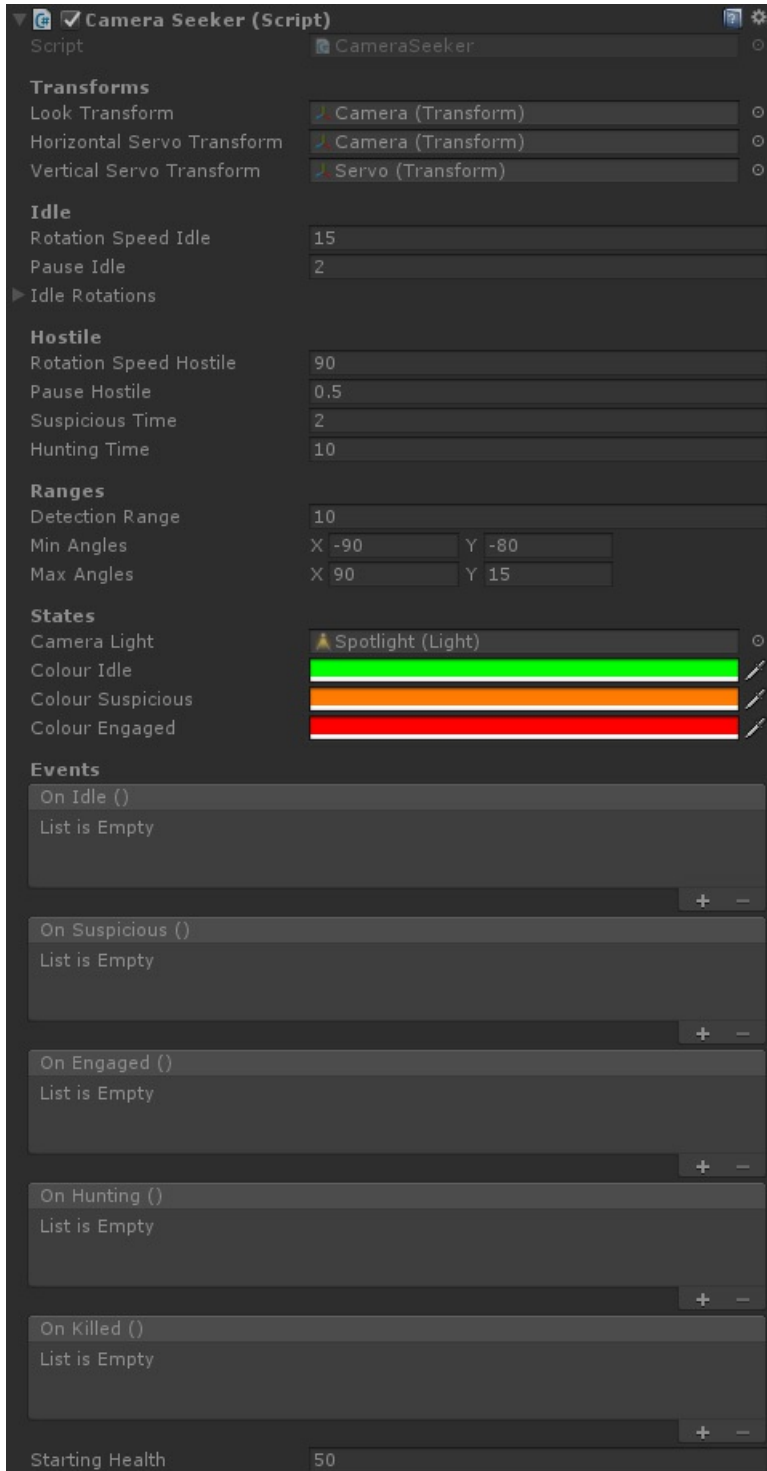 Camera Seeker (Script)
Script CameraSeeker
Transforms
Look Transform Camera (Transform)
Horizontal Servo Transform Camera (Transform)
Vertical Servo Transform Servo (Transform)
Idle
Rotation Speed Idle 15
Pause Idle 2
Idle Rotations
Hostile
Rotation Speed Hostile 90
Pause Hostile 0.5
Suspicious Time 2
Hunting Time 10
Ranges
Detection Range 10
Min Angles X -90 Y -80
Max Angles X 90 Y 15
States
Camera Light Spotlight (Light)
Colour Idle
Colour Suspicious
Colour Engaged
Events
On Idle ()
List is Empty
+ −
On Suspicious ()
List is Empty
+ −
On Engaged ()
List is Empty
+ −
On Hunting ()
List is Empty
+ −
On Killed ()
List is Empty
+ −
Starting Health 50